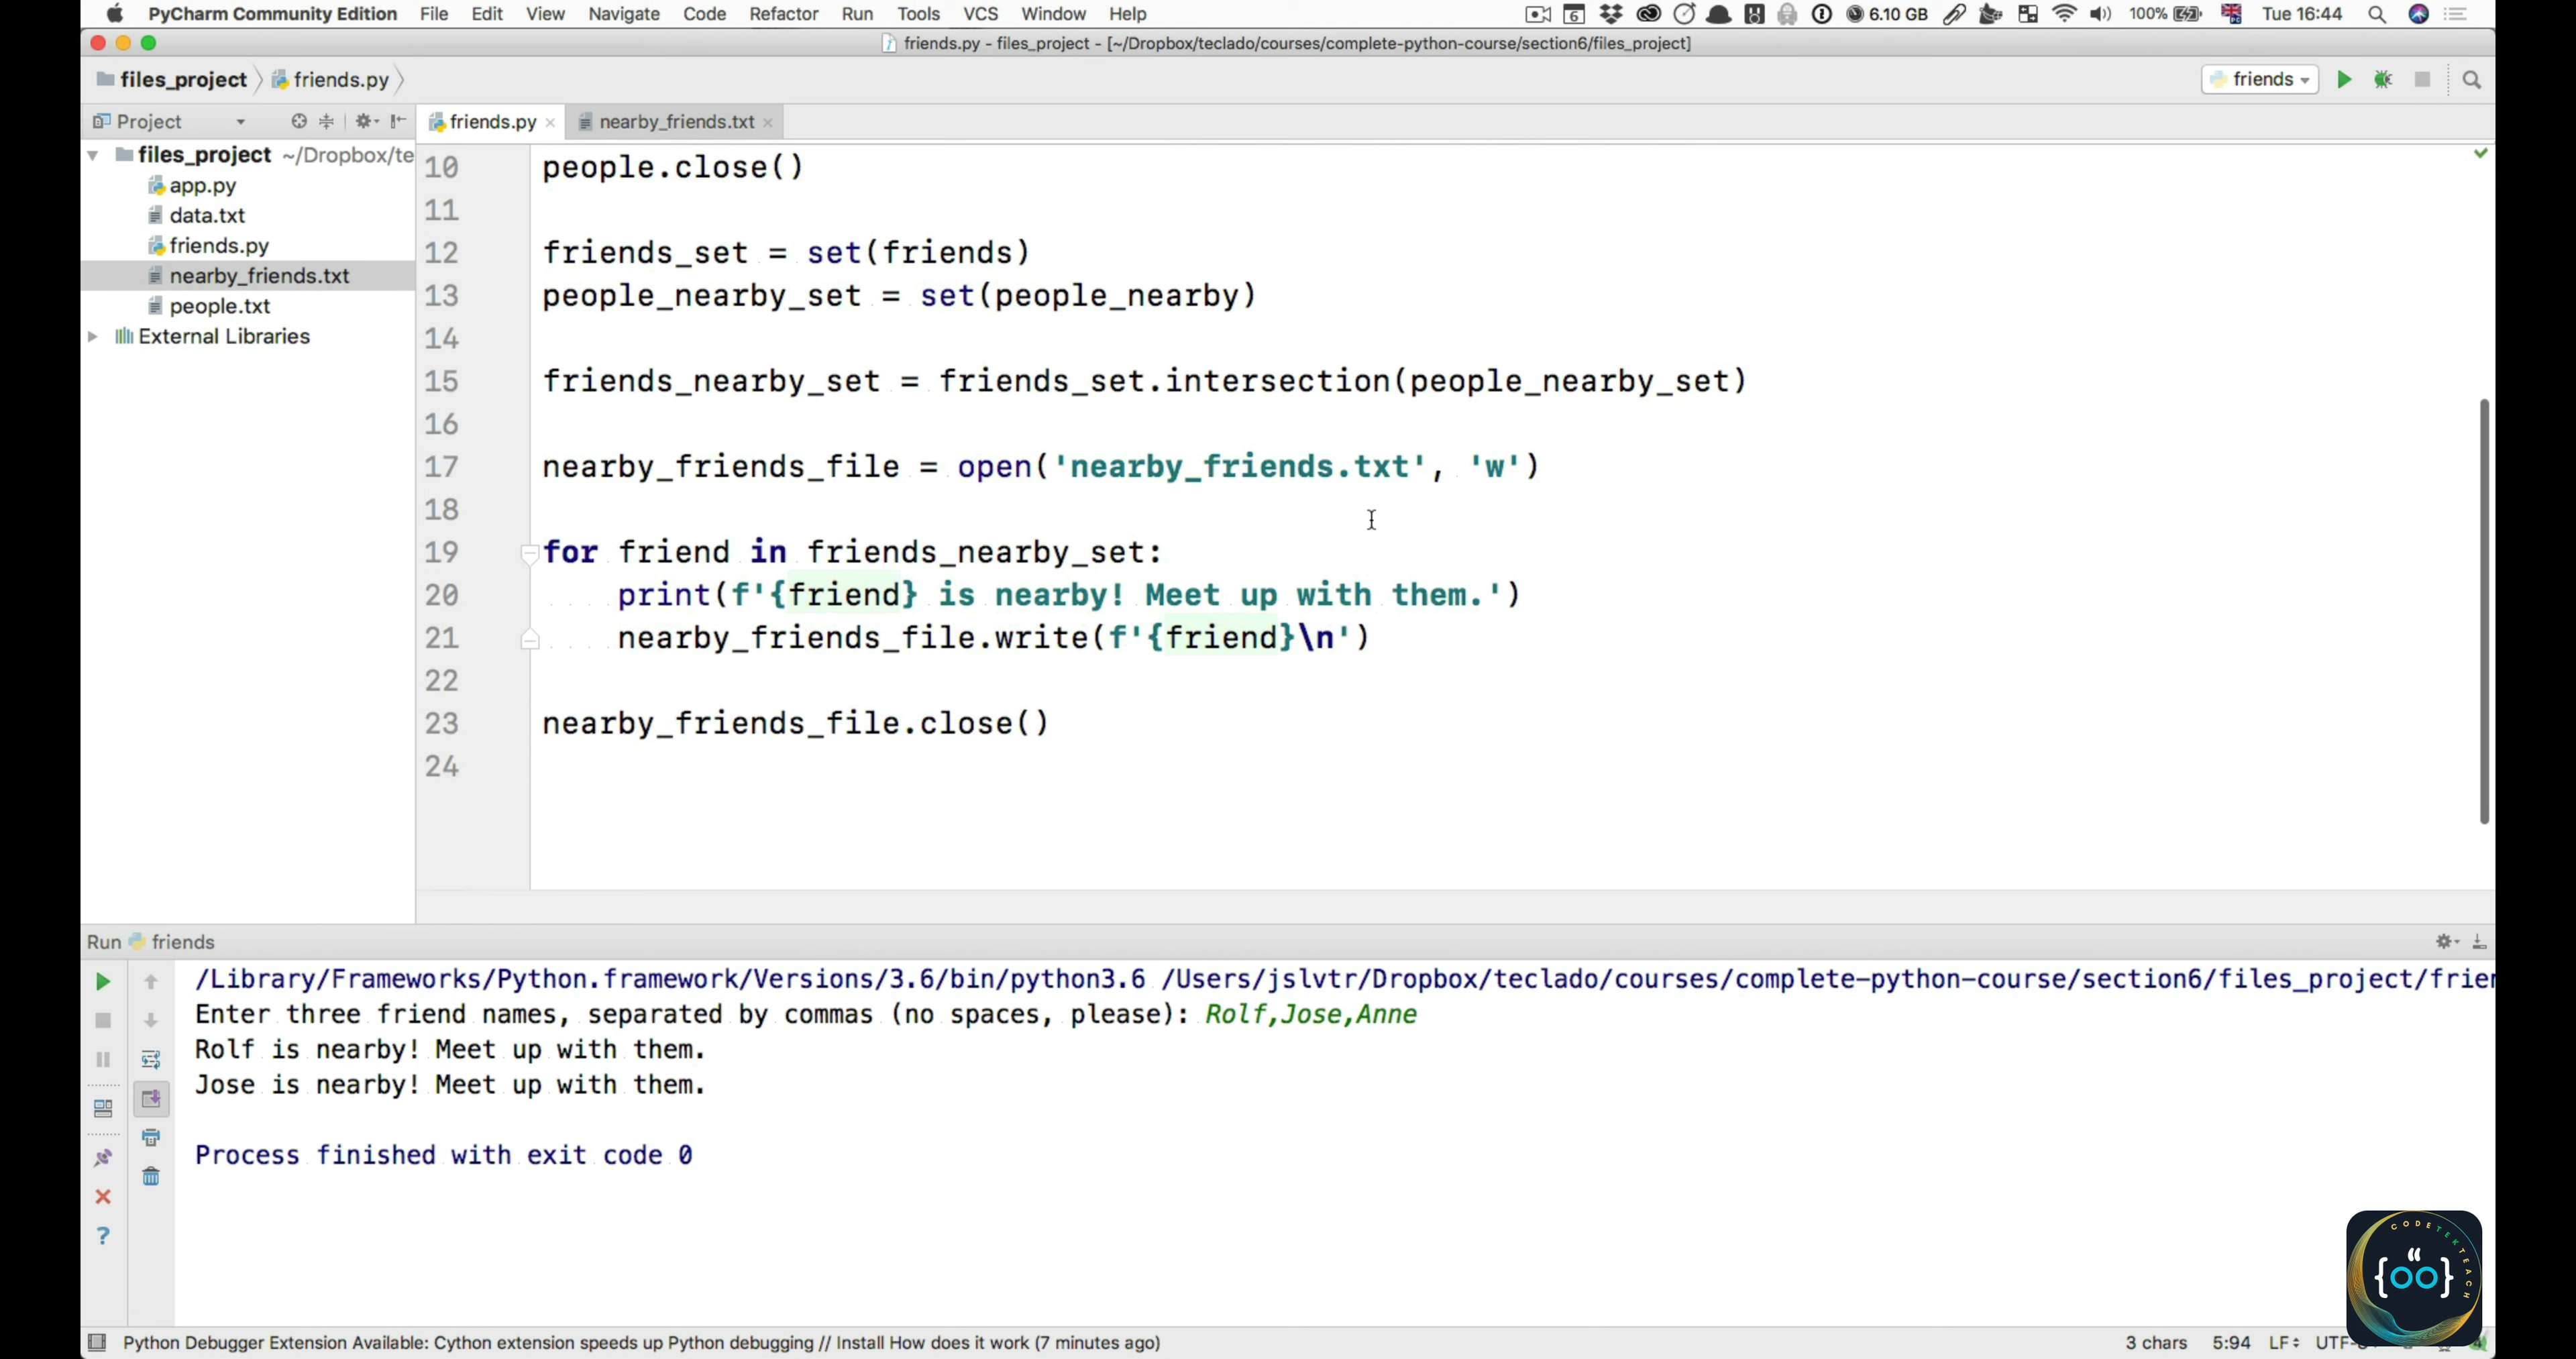 PyCharm Community Edition File Edit View Navigate Code Refactor Run Tools VCS Window Help 6 6.10 GB 100% Tue 16:44
friends.py - files_project - [~/Dropbox/teclado/courses/complete-python-course/section6/files_project]
files_project friends.py friends
Project
friends.py nearby_friends.txt
files_project ~/Dropbox/te
app.py
data.txt
friends.py
nearby_friends.txt
people.txt
External Libraries
10 people.close()
11
12 friends_set = set(friends)
13 people_nearby_set = set(people_nearby)
14
15 friends_nearby_set = friends_set.intersection(people_nearby_set)
16
17 nearby_friends_file = open('nearby_friends.txt', 'w')
18
19 for friend in friends_nearby_set:
20 print(f'{friend} is nearby! Meet up with them.')
21 nearby_friends_file.write(f'{friend}\n')
22
23 nearby_friends_file.close()
24
Run friends
/Library/Frameworks/Python.framework/Versions/3.6/bin/python3.6 /Users/jslvtr/Dropbox/teclado/courses/complete-python-course/section6/files_project/frien
Enter three friend names, separated by commas (no spaces, please): Rolf,Jose,Anne
Rolf is nearby! Meet up with them.
Jose is nearby! Meet up with them.
Process finished with exit code 0
CODETEKTEACH
Python Debugger Extension Available: Cython extension speeds up Python debugging // Install How does it work (7 minutes ago) 3 chars 5:94 LF